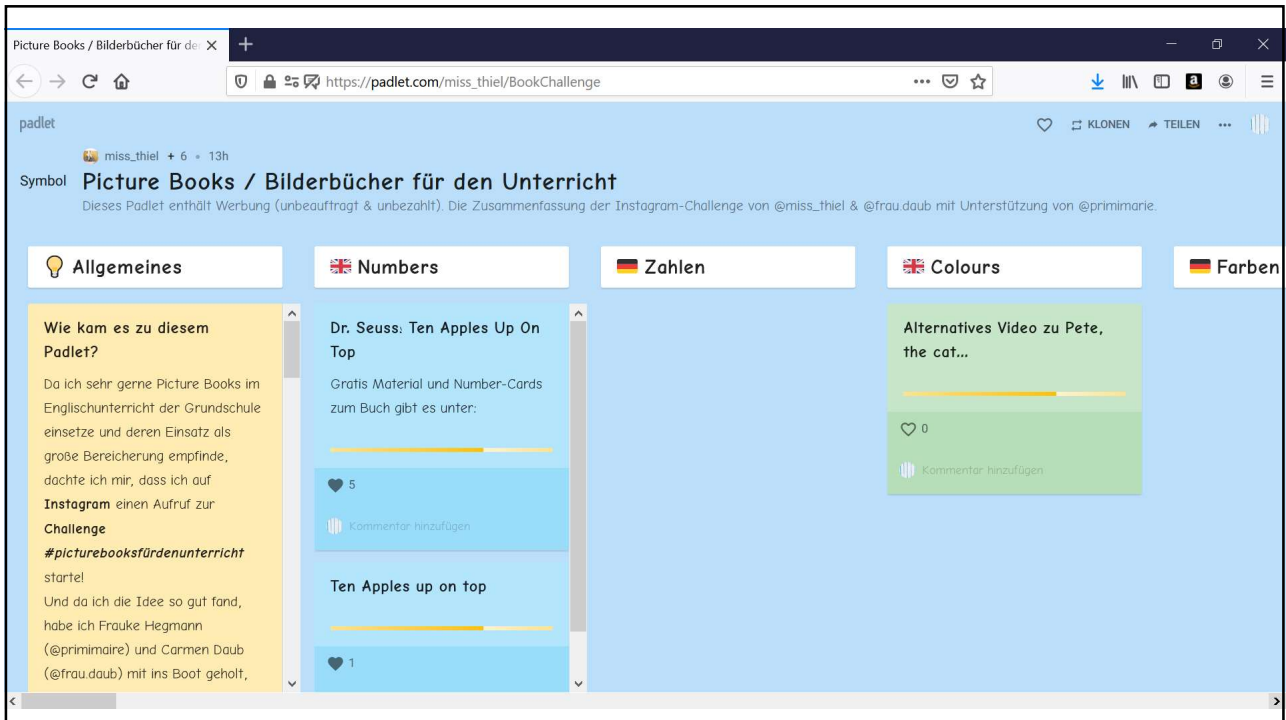 Picture Books / Bilderbücher für de
https://padlet.com/miss_thiel/BookChallenge
padlet
KLONEN
TEILEN
miss_thiel + 6 • 13h
Symbol
Picture Books / Bilderbücher für den Unterricht
Dieses Padlet enthält Werbung (unbeauftragt & unbezahlt). Die Zusammenfassung der Instagram-Challenge von @miss_thiel & @frau.daub mit Unterstützung von @primimarie.
Allgemeines
Wie kam es zu diesem
Padlet?
Da ich sehr gerne Picture Books im
Englischunterricht der Grundschule
einsetze und deren Einsatz als
große Bereicherung empfinde,
dachte ich mir, dass ich auf
Instagram einen Aufruf zur
Challenge
#picturebooksfürdenunterricht
starte!
Und da ich die Idee so gut fand,
habe ich Frauke Hegmann
(@primimaire) und Carmen Daub
(@frau.daub) mit ins Boot geholt,
Numbers
Dr. Seuss: Ten Apples Up On
Top
Gratis Material und Number-Cards
zum Buch gibt es unter:
5
Kommentar hinzufügen
Ten Apples up on top
1
Zahlen
Colours
Alternatives Video zu Pete,
the cat...
0
Kommentar hinzufügen
Farben